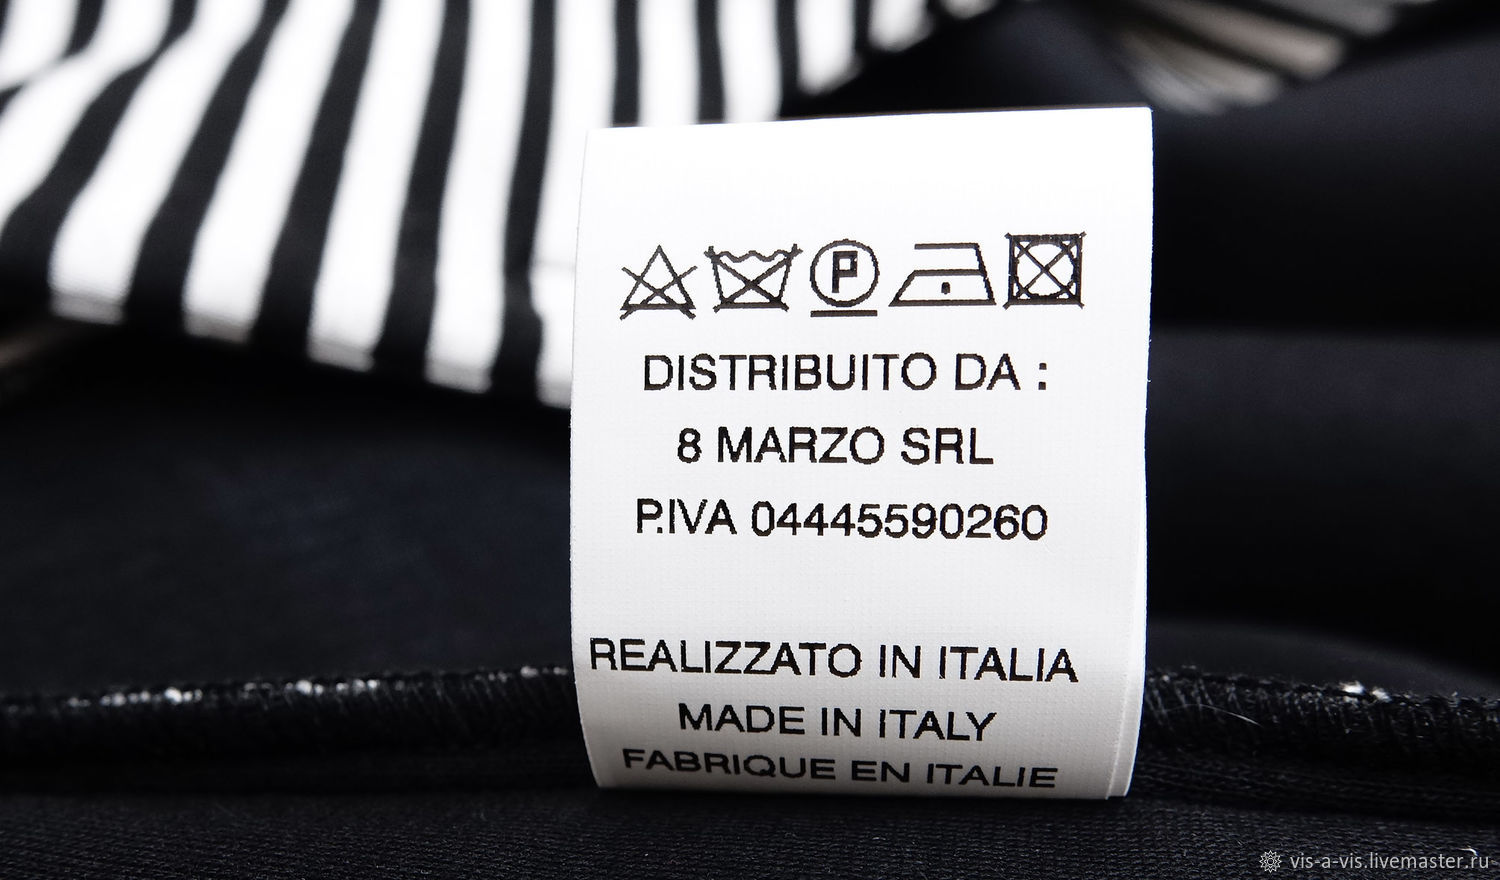 P
DISTRIBUITO DA :
8 MARZO SRL
P.IVA 04445590260
REALIZZATO IN ITALIA
MADE IN ITALY
FABRIQUE EN ITALIE
vis-a-vis.livemaster.ru